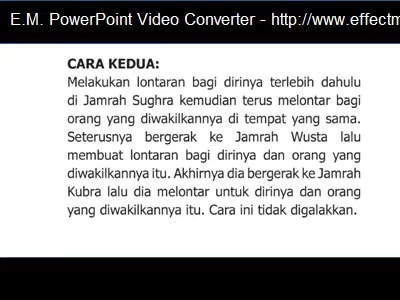 E.M. PowerPoint Video Converter - http://www.effectm
CARA KEDUA:
Melakukan lontaran bagi dirinya terlebih dahulu
di Jamrah Sughra kemudian terus melontar bagi
orang yang diwakilkannya di tempat yang sama.
Seterusnya bergerak ke Jamrah Wusta lalu
membuat lontaran bagi dirinya dan orang yang
diwakilkannya itu. Akhirnya dia bergerak ke Jamrah
Kubra lalu dia melontar untuk dirinya dan orang
yang diwakilkannya itu. Cara ini tidak digalakkan.